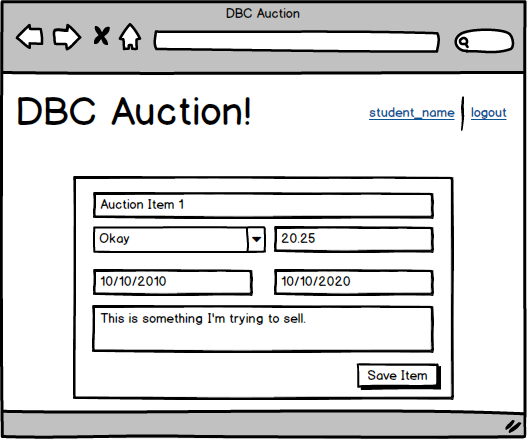 DBC Auction
DBC Auction!
student_name logout
Auction Item 1
Okay 20.25
10/10/2010 10/10/2020
This is something I'm trying to sell.
Save Item